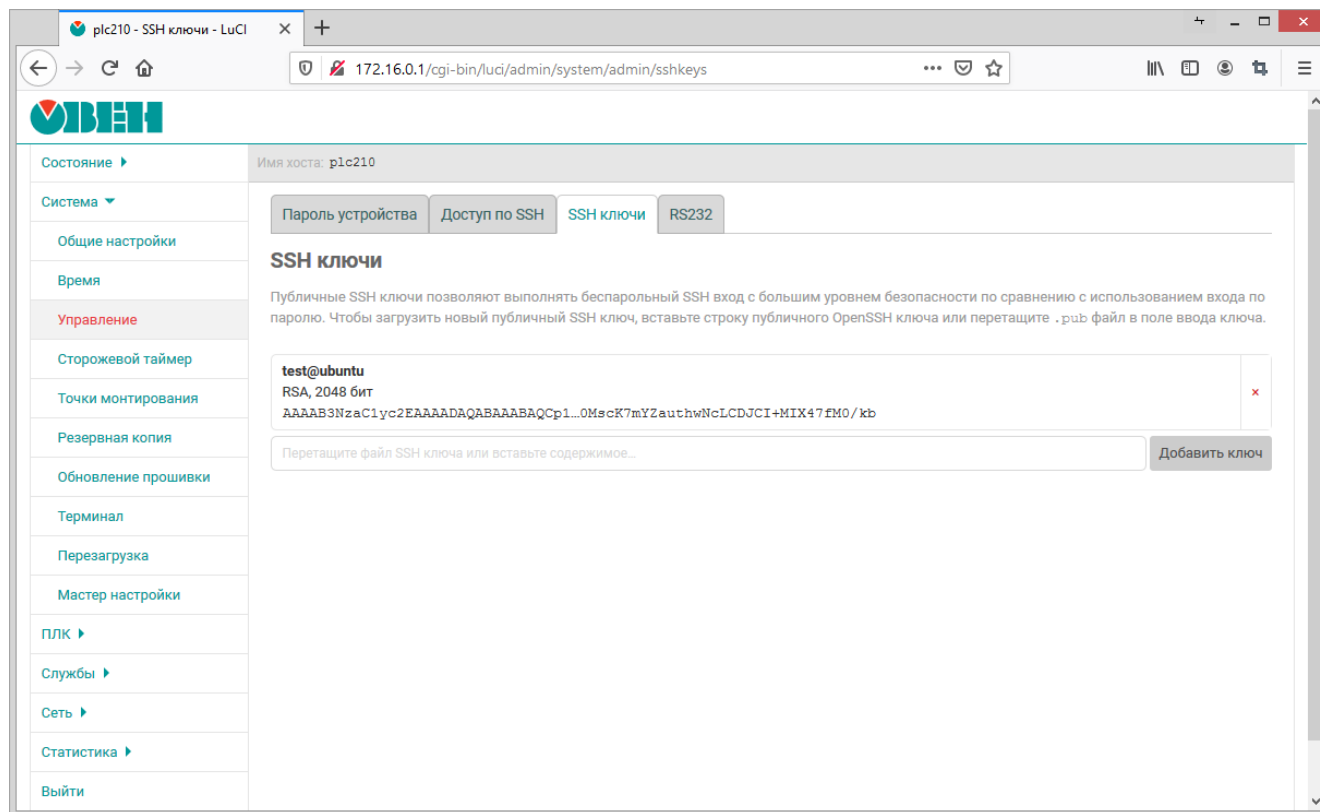 plc210 - SSH ключи - LuCI
172.16.0.1/cgi-bin/luci/admin/system/admin/sshkeys
ОВЕН
Состояние
Имя хоста: plc210
Система
Общие настройки
Время
Управление
Сторожевой таймер
Точки монтирования
Резервная копия
Обновление прошивки
Терминал
Перезагрузка
Мастер настройки
ПЛК
Службы
Сеть
Статистика
Выйти
Пароль устройства
Доступ по SSH
SSH ключи
RS232
SSH ключи
Публичные SSH ключи позволяют выполнять беспарольный SSH вход с большим уровнем безопасности по сравнению с использованием входа по
паролю. Чтобы загрузить новый публичный SSH ключ, вставьте строку публичного OpenSSH ключа или перетащите .pub файл в поле ввода ключа.
test@ubuntu
RSA, 2048 бит
AAAAB3NzaC1yc2EAAAADAQABAAABAQCp1…0MscK7mYZauthwNcLCDJCI+MIX47fM0/kb
Перетащите файл SSH ключа или вставьте содержимое…
Добавить ключ